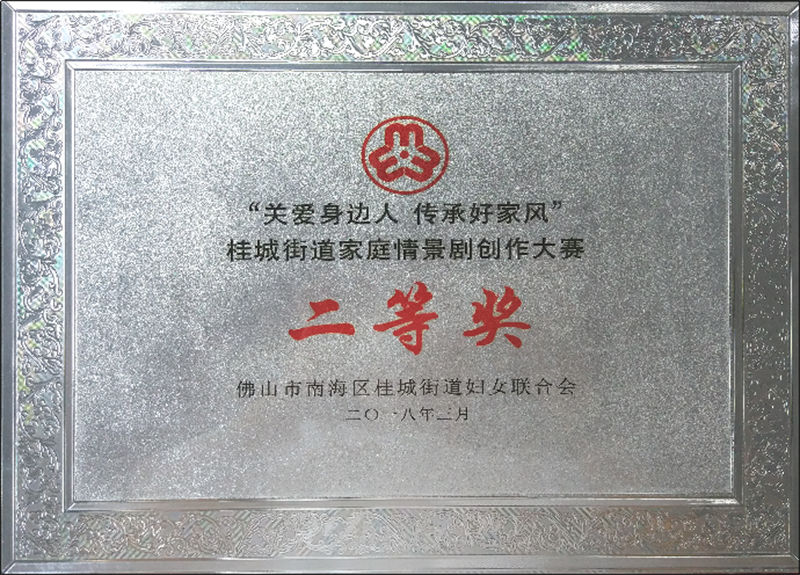 “关爱身边人 传承好家风”
桂城街道家庭情景剧创作大赛
二等奖
佛山市南海区桂城街道妇女联合会
二〇一八年三月